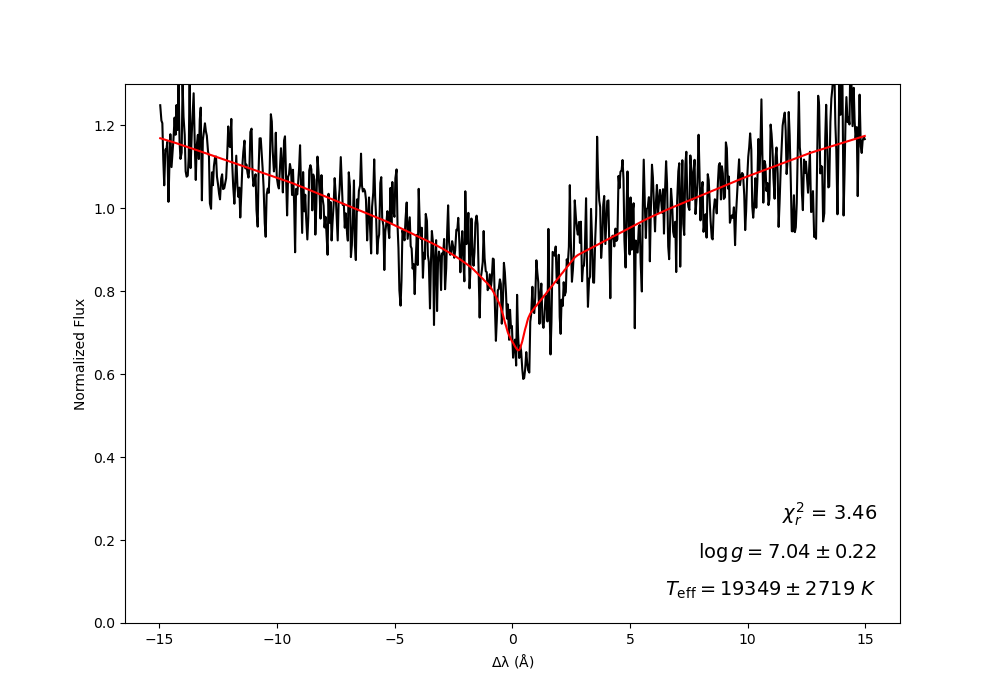 1.2
1.0
0.8
0.6
0.4
0.2
0.0
Normalized Flux
χ²ᵣ = 3.46
log g = 7.04 ± 0.22
T_eff = 19349 ± 2719 K
−15 −10 −5 0 5 10 15
Δλ (Å)